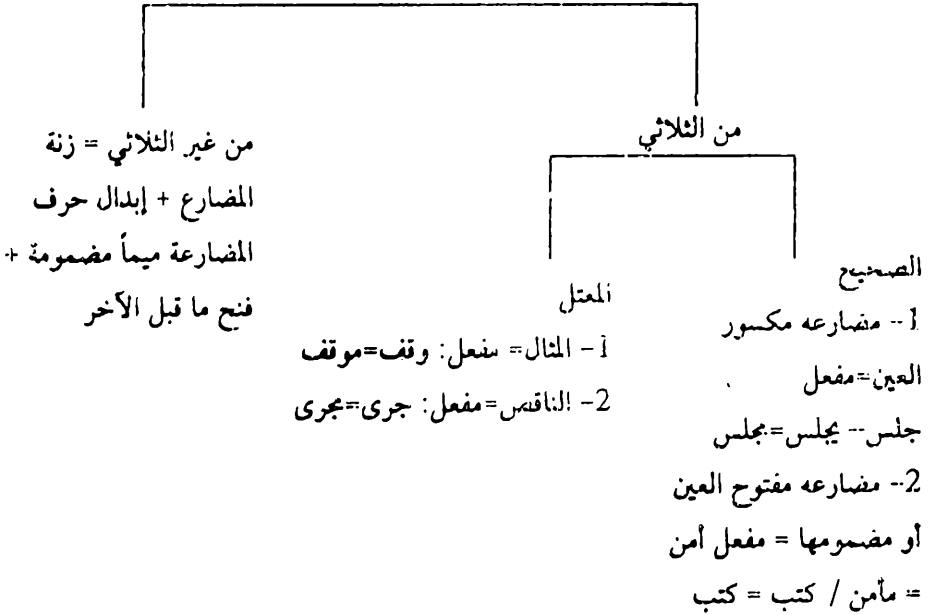 من الثلاثي
الصحيح
1- مضارعه مكسور
العين=مفعل
جلس- يجلس=مجلس
2- مضارعه مفتوح العين
أو مضمومها = مفعل أمن
= مأمن / كتب = كتب
المعتل
1- المثال= مفعل: وقف=موقف
2- الناقص=مفعل: جرى=مجرى
من غير الثلاثي = زنة
المضارع + إبدال حرف
المضارعة ميماً مضمومة +
فتح ما قبل الآخر